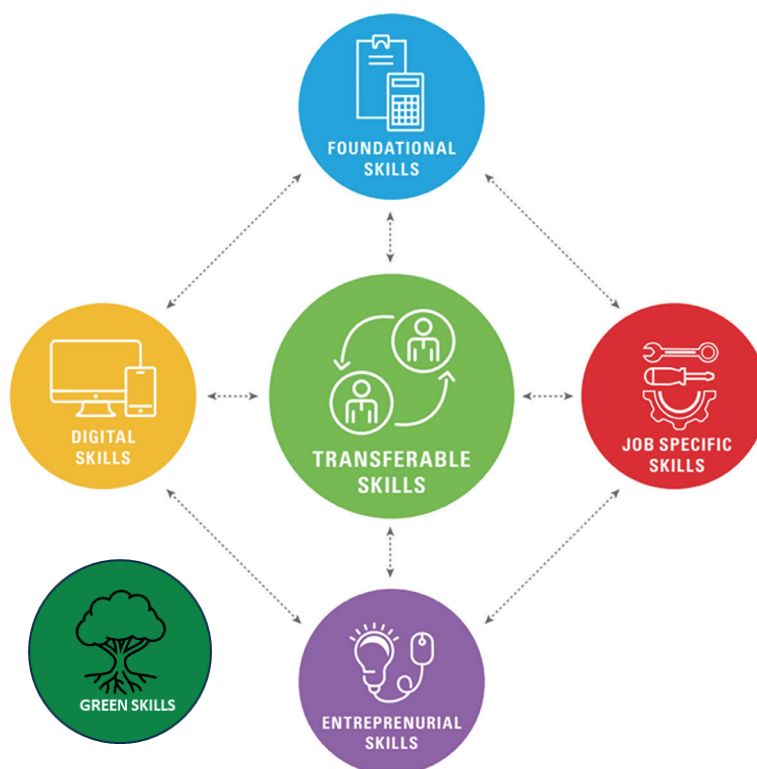 FOUNDATIONAL
SKILLS
DIGITAL
SKILLS
TRANSFERABLE
SKILLS
JOB SPECIFIC
SKILLS
GREEN SKILLS
ENTREPRENURIAL
SKILLS